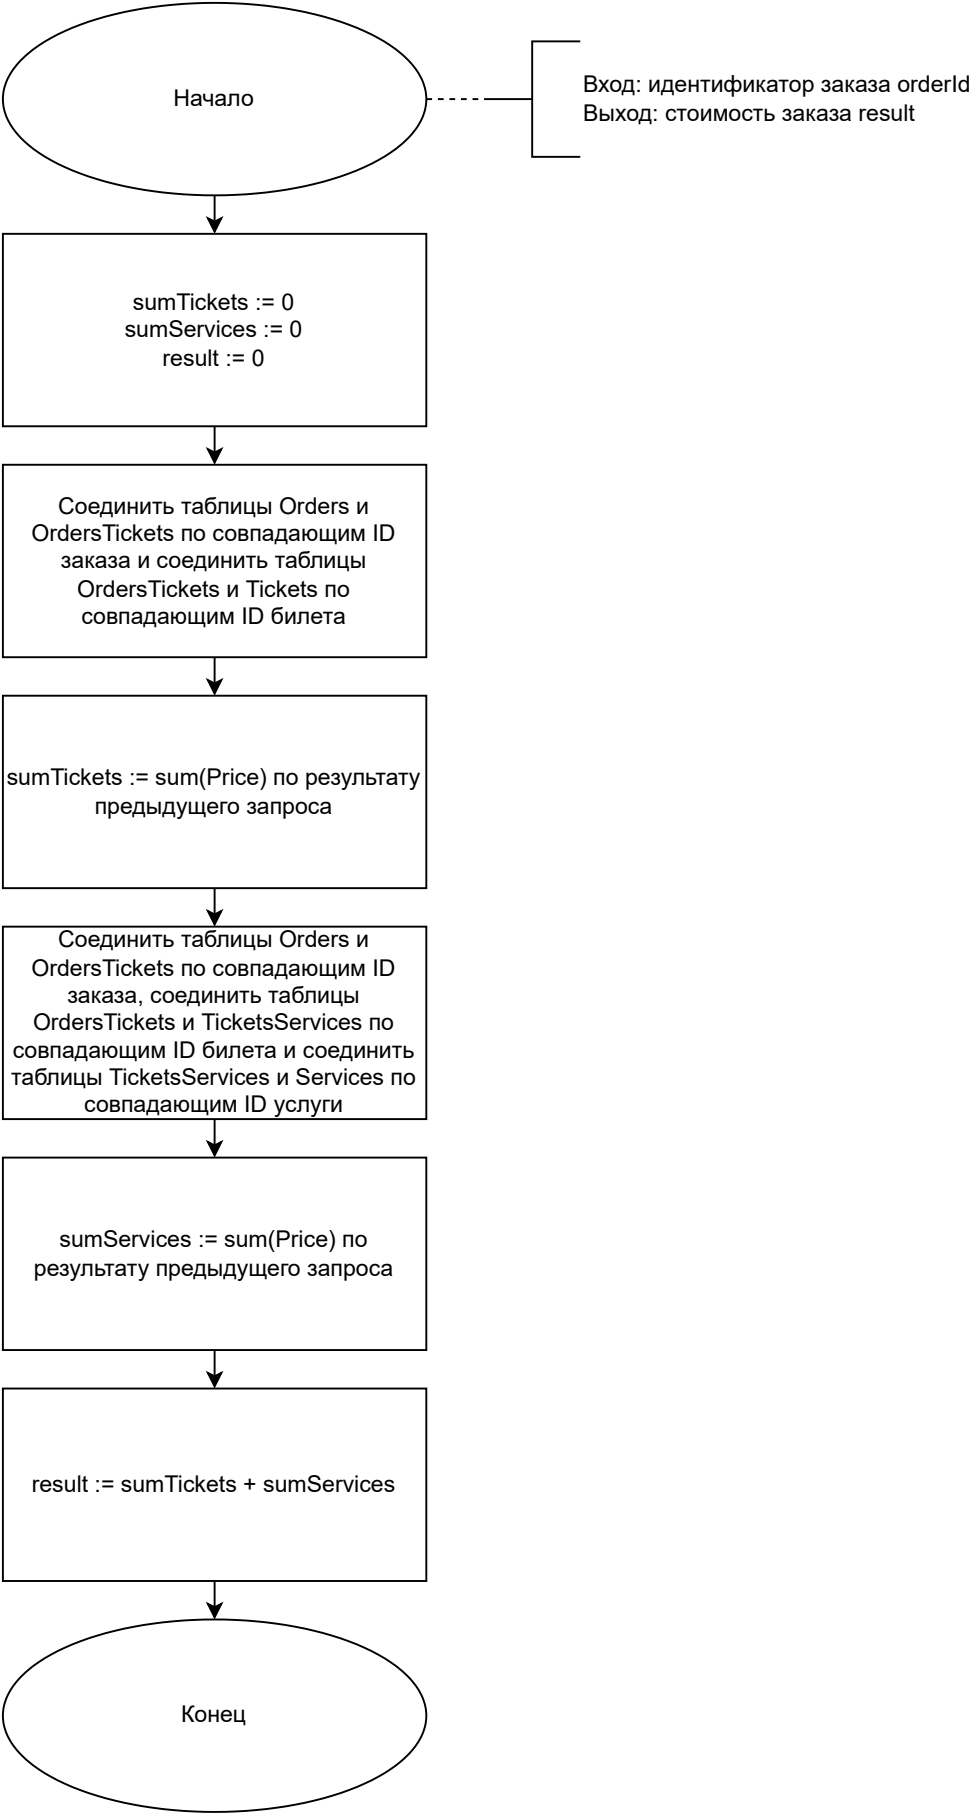 Начало
Вход: идентификатор заказа orderId
Выход: стоимость заказа result
sumTickets := 0
sumServices := 0
result := 0
Соединить таблицы Orders и
OrdersTickets по совпадающим ID
заказа и соединить таблицы
OrdersTickets и Tickets по
совпадающим ID билета
sumTickets := sum(Price) по результату
предыдущего запроса
Соединить таблицы Orders и
OrdersTickets по совпадающим ID
заказа, соединить таблицы
OrdersTickets и TicketsServices по
совпадающим ID билета и соединить
таблицы TicketsServices и Services по
совпадающим ID услуги
sumServices := sum(Price) по
результату предыдущего запроса
result := sumTickets + sumServices
Конец